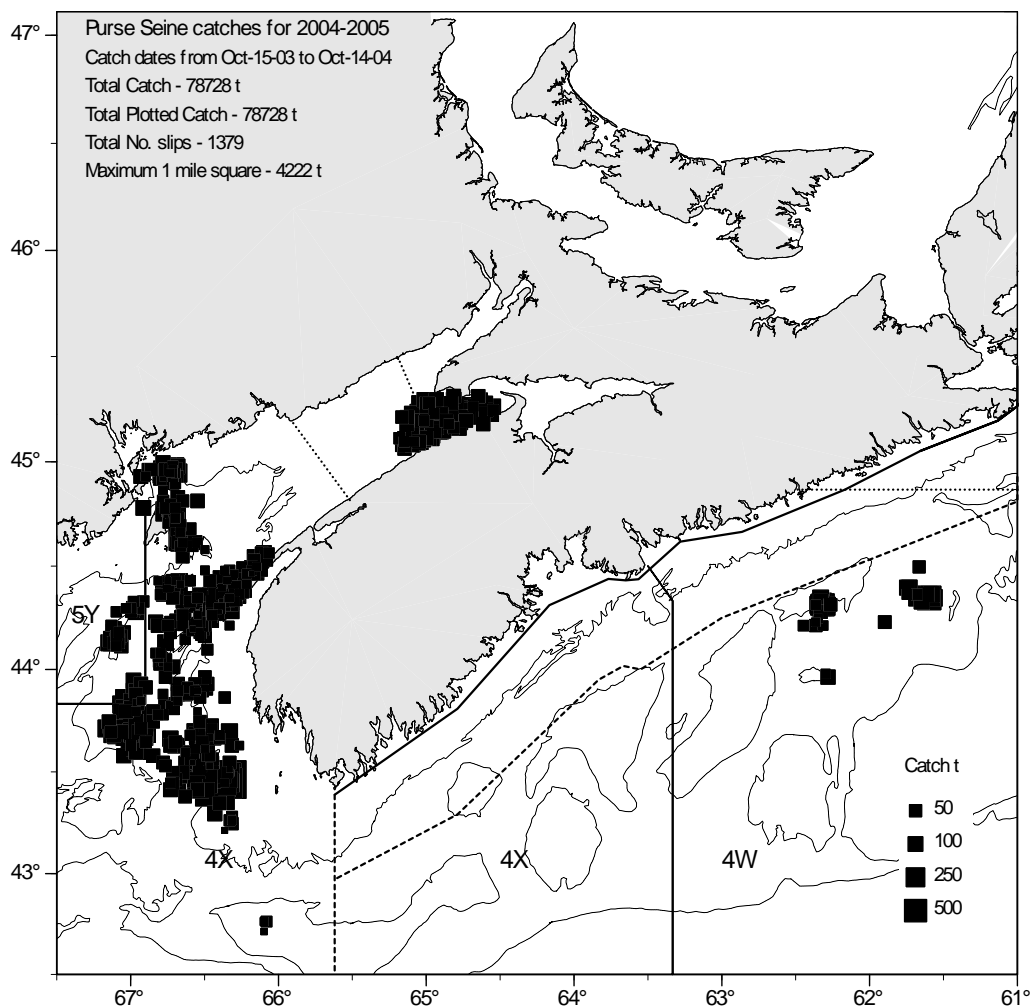 Purse Seine catches for 2004-2005
Catch dates from Oct-15-03 to Oct-14-04
Total Catch - 78728 t
Total Plotted Catch - 78728 t
Total No. slips - 1379
Maximum 1 mile square - 4222 t
47°
46°
45°
44°
43°
5Y
4X
4X
4W
Catch t
50
100
250
500
67°
66°
65°
64°
63°
62°
61°